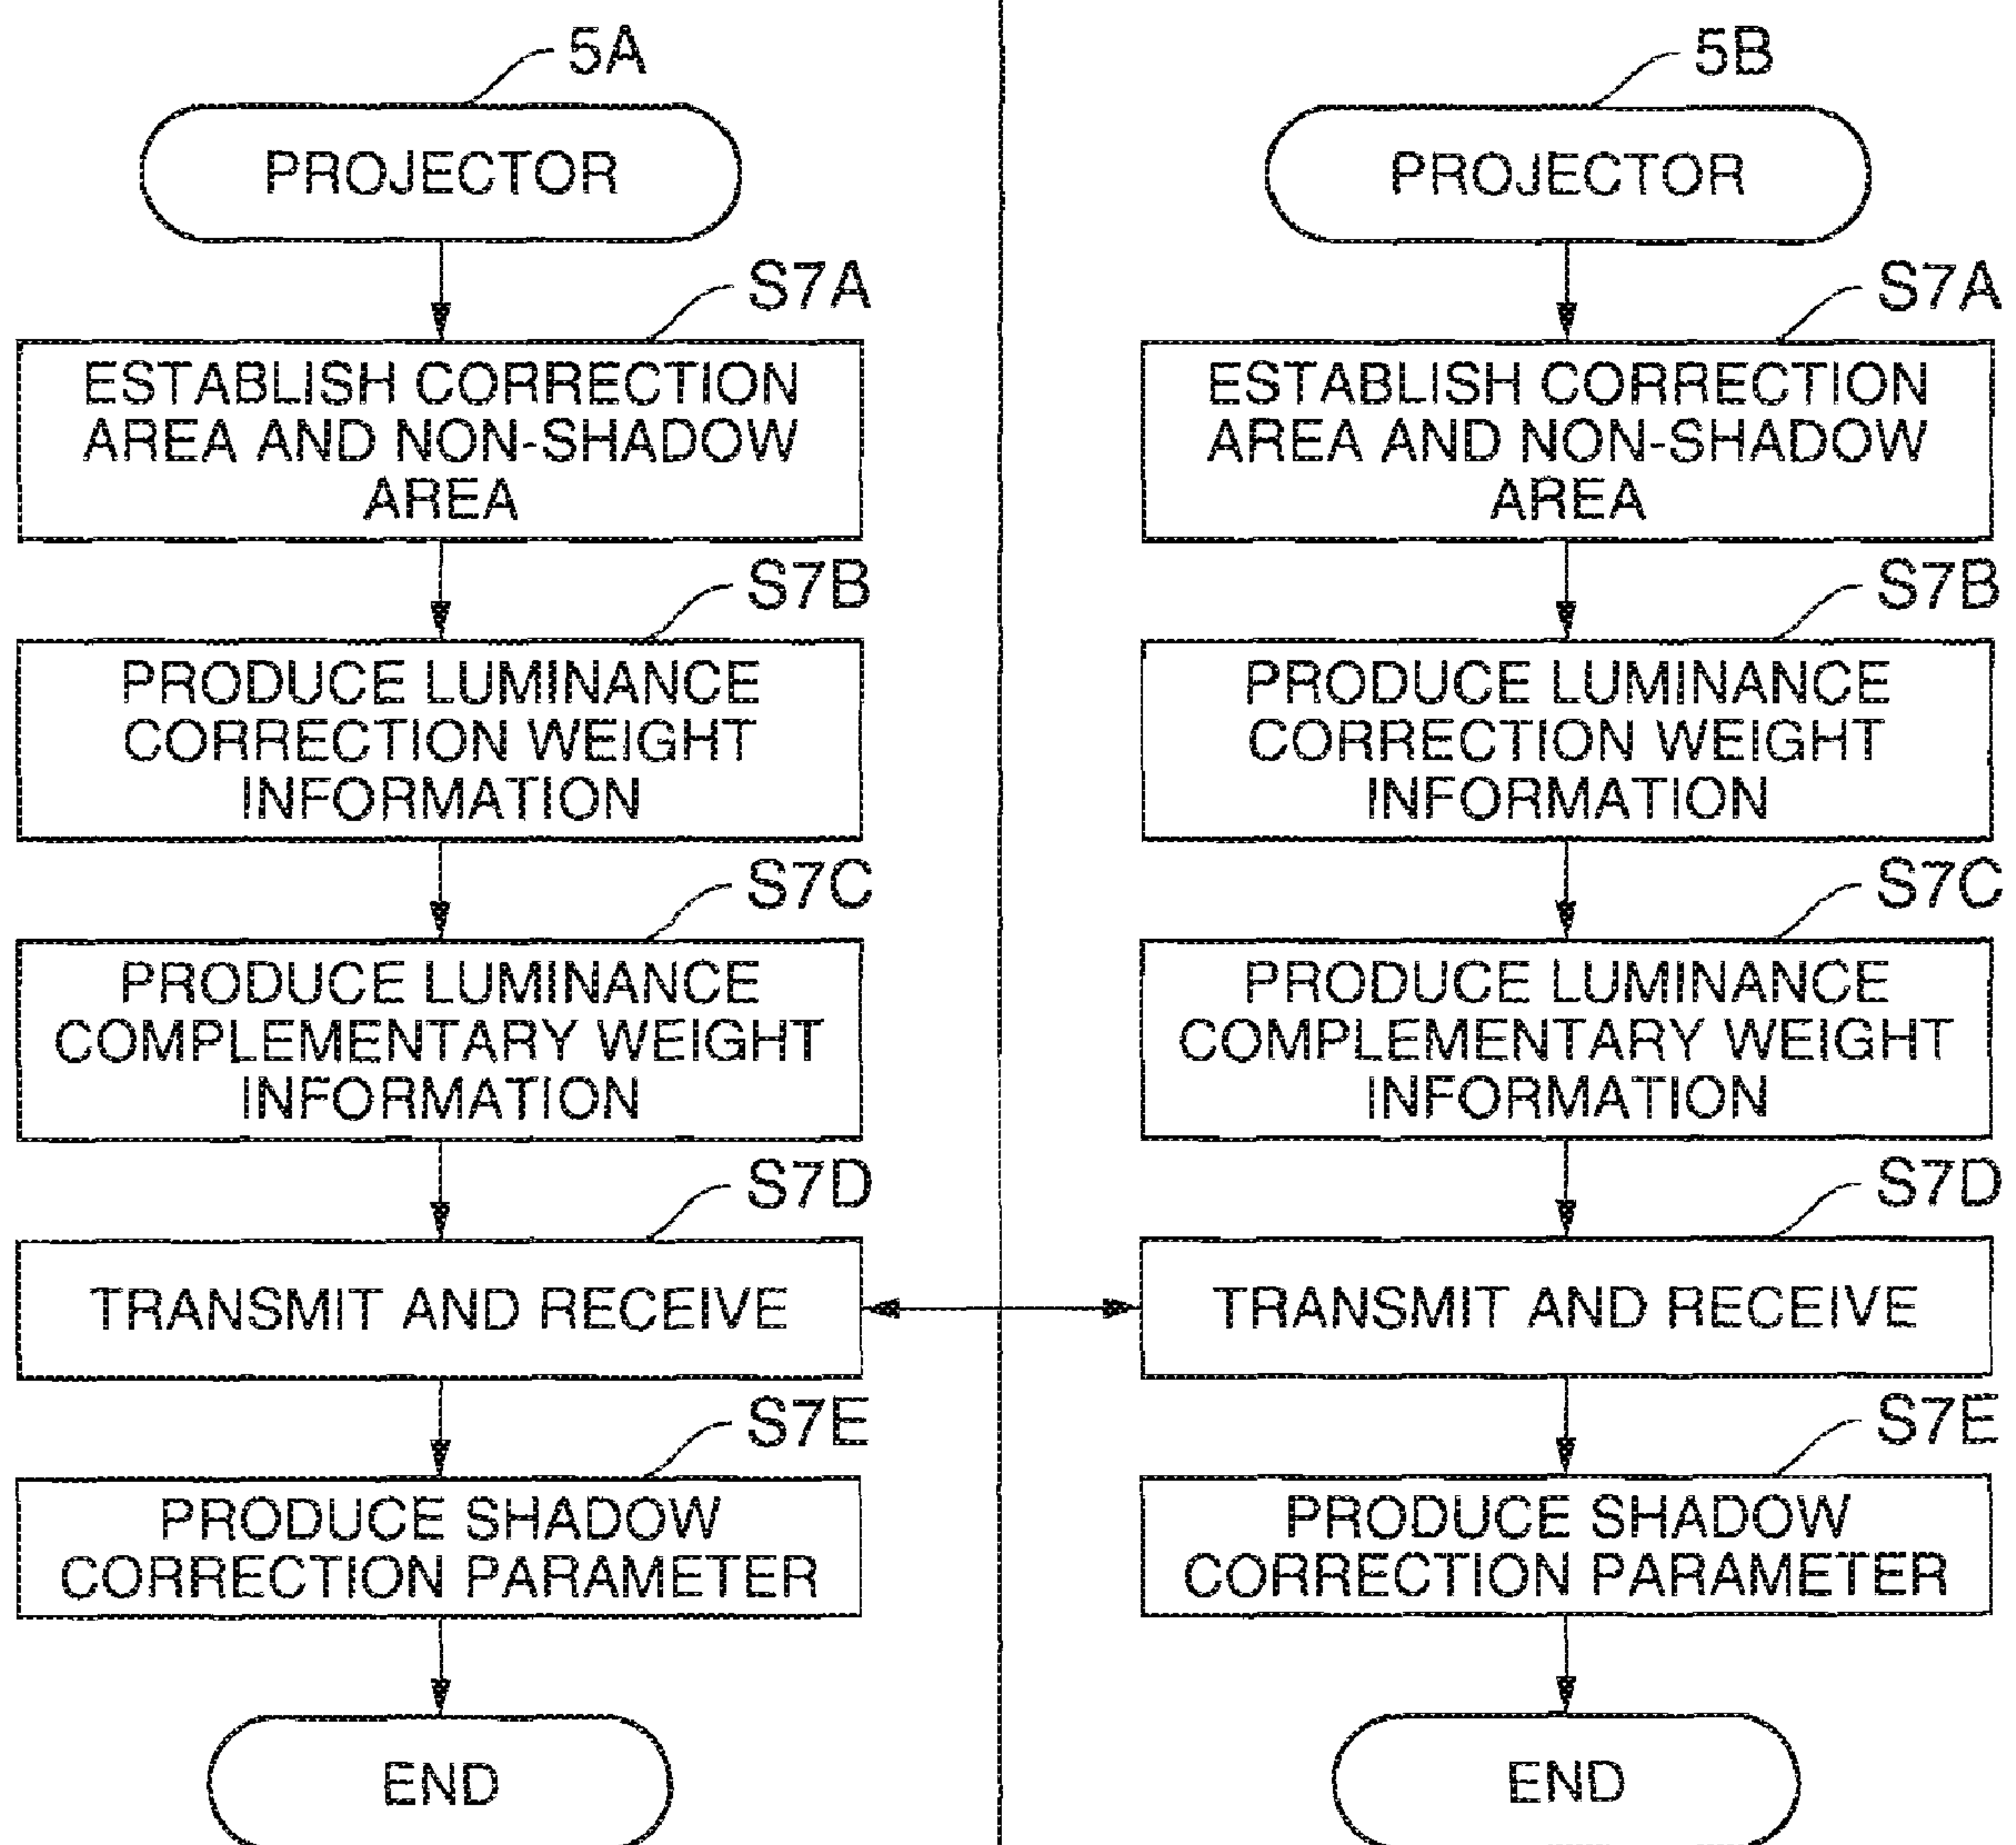 5A
PROJECTOR
S7A
ESTABLISH CORRECTION
AREA AND NON-SHADOW
AREA
S7B
PRODUCE LUMINANCE
CORRECTION WEIGHT
INFORMATION
S7C
PRODUCE LUMINANCE
COMPLEMENTARY WEIGHT
INFORMATION
S7D
TRANSMIT AND RECEIVE
S7E
PRODUCE SHADOW
CORRECTION PARAMETER
END
5B
PROJECTOR
S7A
ESTABLISH CORRECTION
AREA AND NON-SHADOW
AREA
S7B
PRODUCE LUMINANCE
CORRECTION WEIGHT
INFORMATION
S7C
PRODUCE LUMINANCE
COMPLEMENTARY WEIGHT
INFORMATION
S7D
TRANSMIT AND RECEIVE
S7E
PRODUCE SHADOW
CORRECTION PARAMETER
END